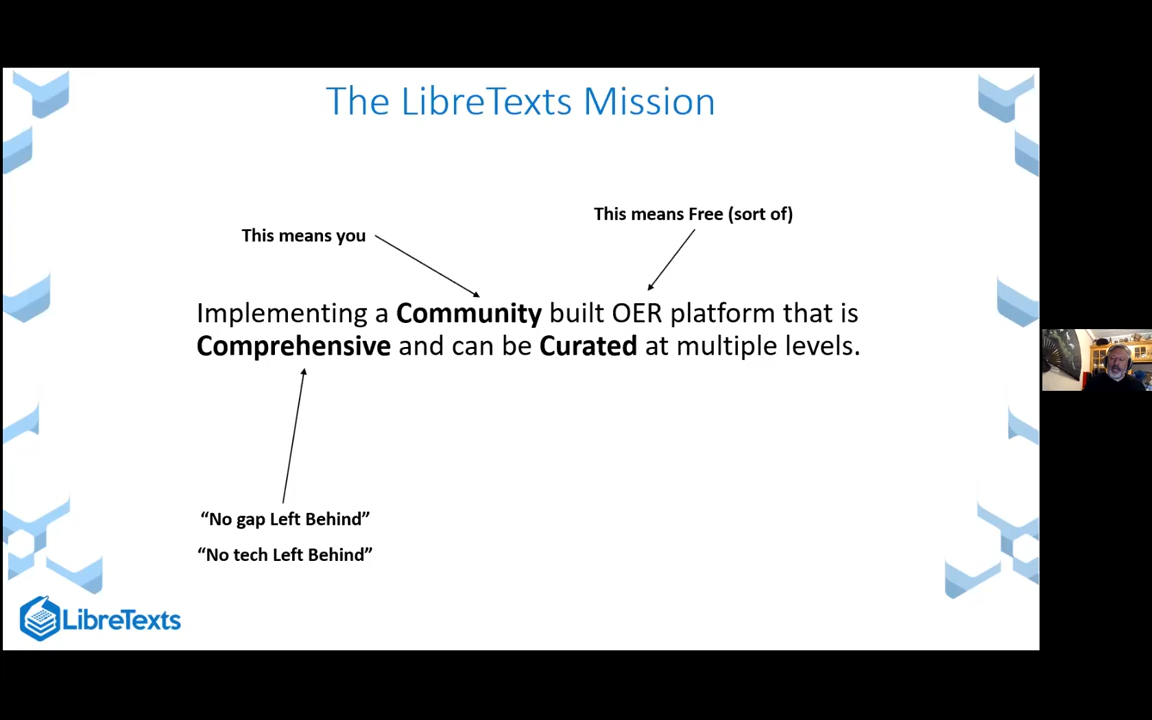 The LibreTexts Mission
This means Free (sort of)
This means you
Implementing a Community built OER platform that is
Comprehensive and can be Curated at multiple levels.
“No gap Left Behind”
“No tech Left Behind”
LibreTexts